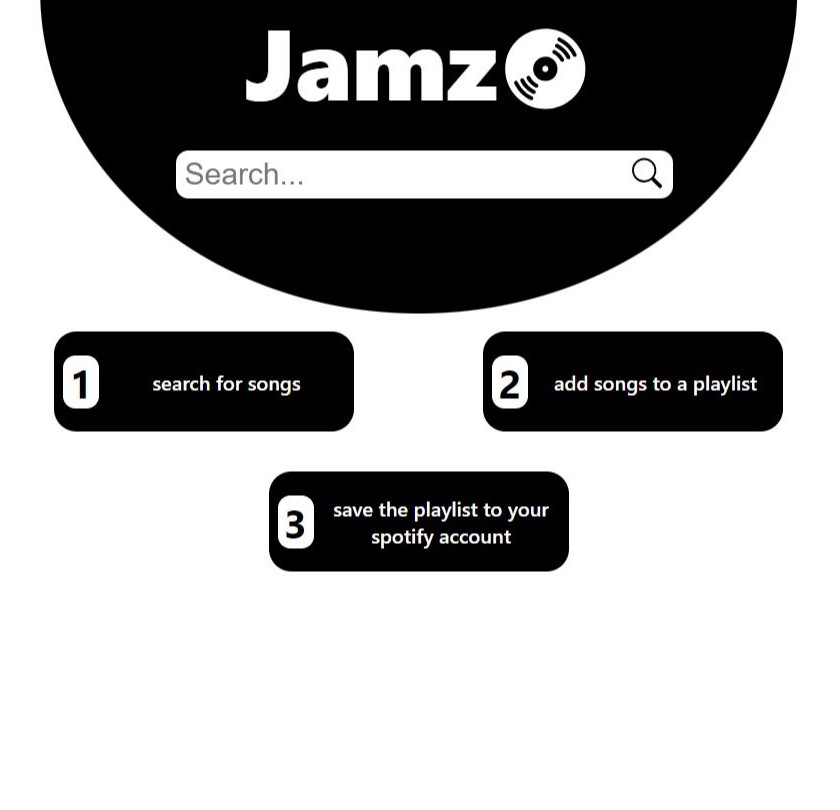 Jamz
Search...
1
search for songs
2
add songs to a playlist
3
save the playlist to your
spotify account